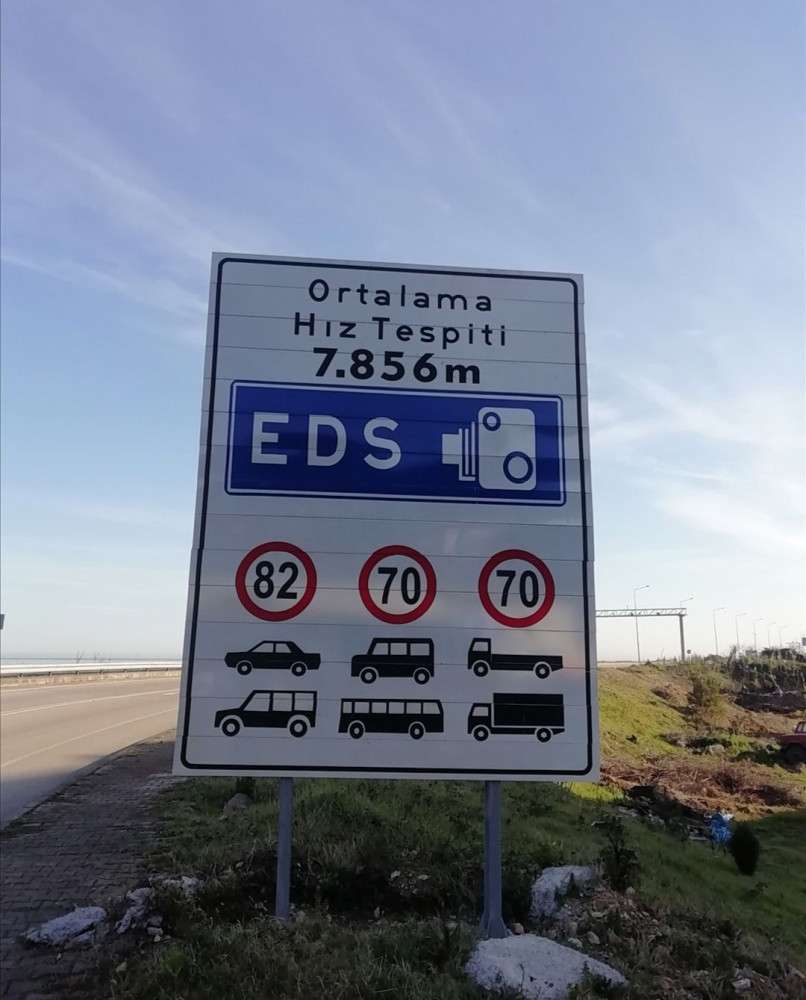 Ortalama
Hız Tespiti
7.856m
EDS
82 70 70